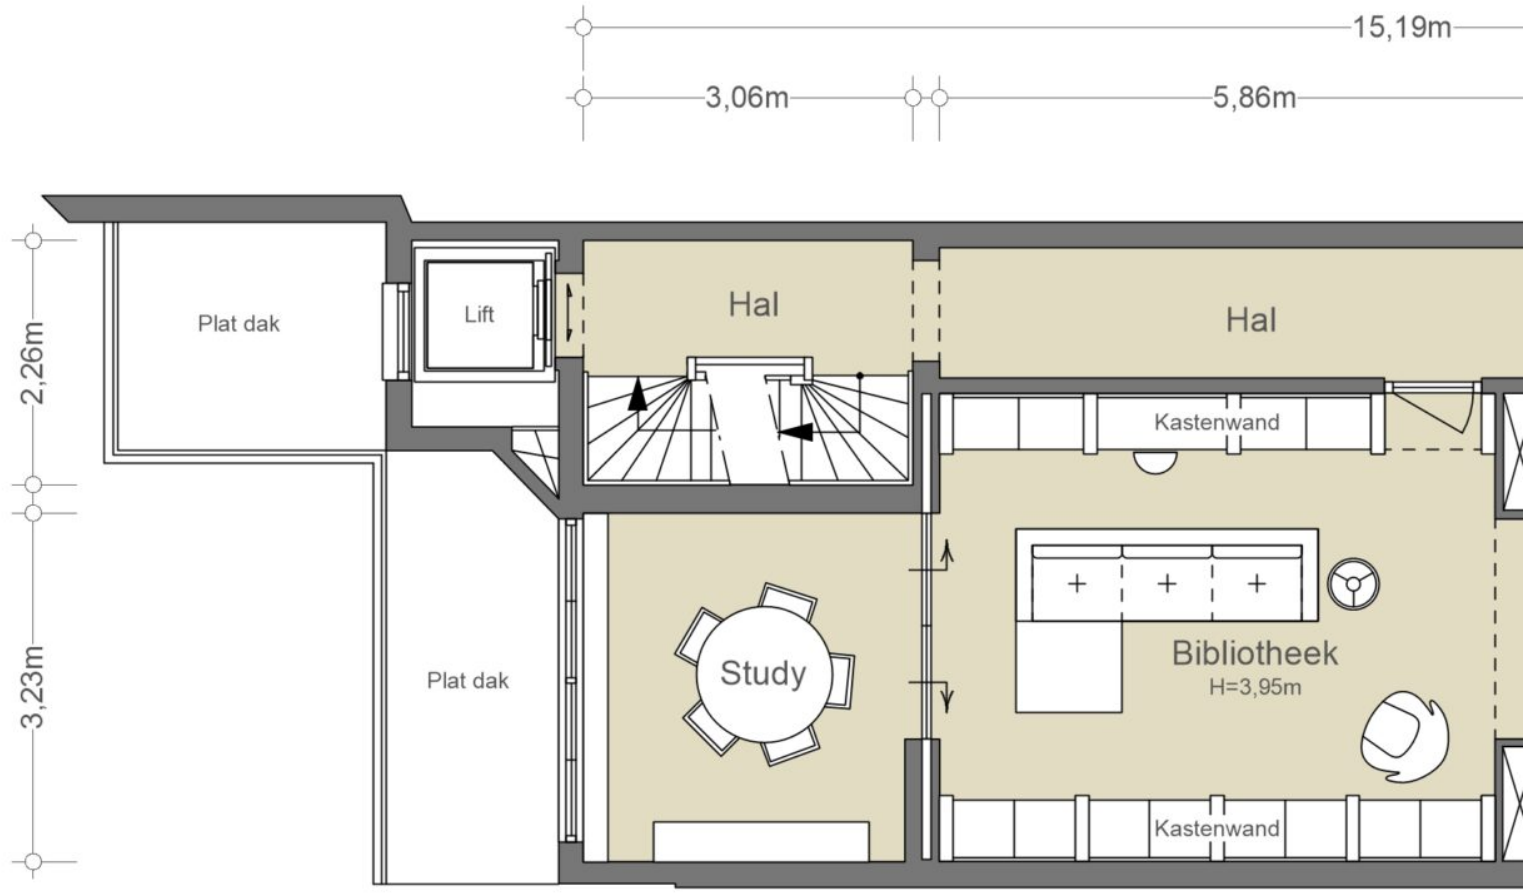 15,19m
3,06m
5,86m
2,26m
Plat dak
Lift
Hal
Hal
Kastenwand
3,23m
Plat dak
Study
Bibliotheek
H=3,95m
Kastenwand